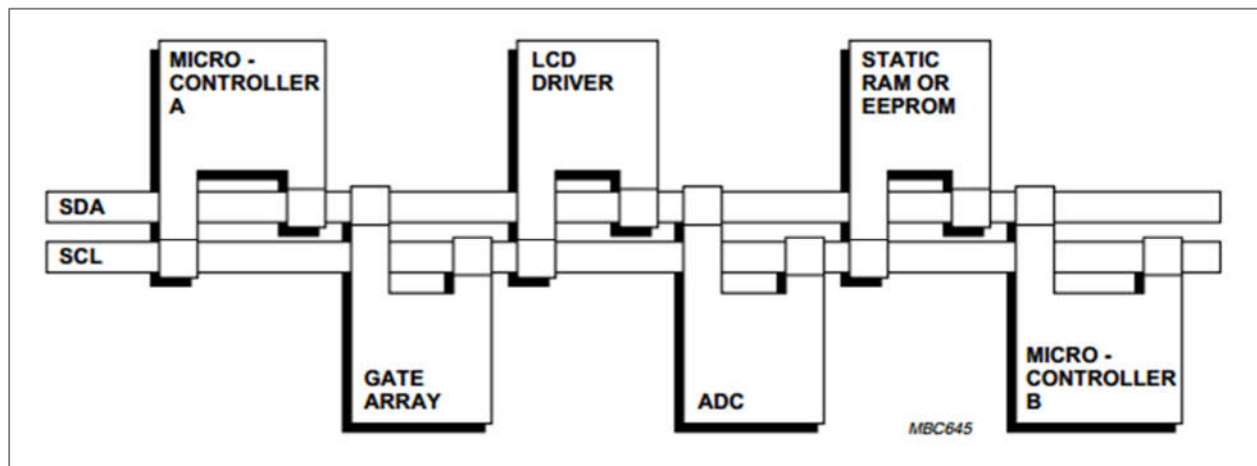 MICRO -
CONTROLLER
A
LCD
DRIVER
STATIC
RAM OR
EEPROM
SDA
SCL
GATE
ARRAY
ADC
MICRO -
CONTROLLER
B
MBC645